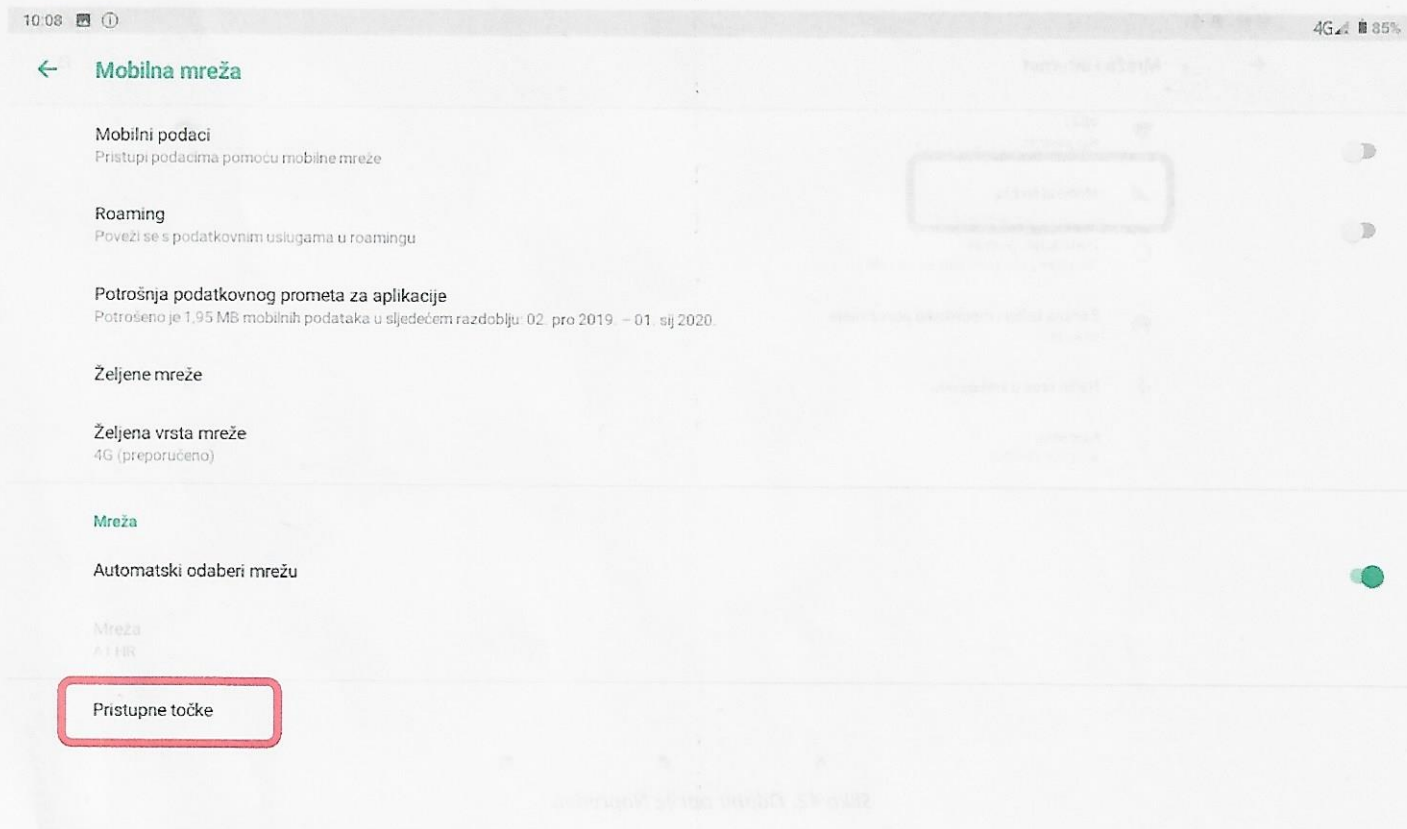 10:08
4G 85%
Mobilna mreža
Mobilni podaci
Pristupi podacima pomoću mobilne mreže
Roaming
Poveži se s podatkovnim uslugama u roamingu
Potrošnja podatkovnog prometa za aplikacije
Potrošeno je 1,95 MB mobilnih podataka u sljedećem razdoblju: 02. pro 2019. – 01. sij 2020.
Željene mreže
Željena vrsta mreže
4G (preporučeno)
Mreža
Automatski odaberi mrežu
Mreža
A1 HR
Pristupne točke